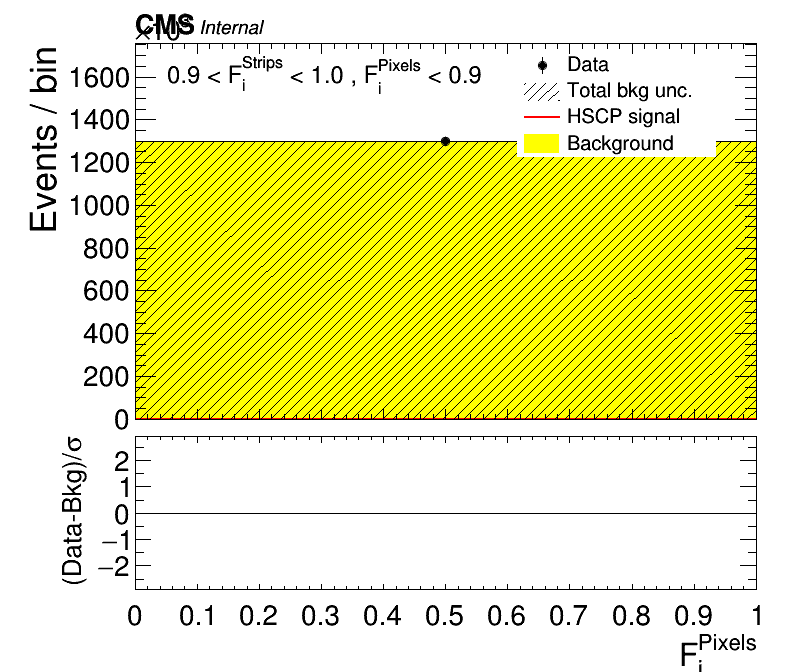 CMS Internal
×10³
0.9 < F_i^Strips < 1.0 , F_i^Pixels < 0.9
Data
Total bkg unc.
HSCP signal
Background
Events / bin
1600
1400
1200
1000
800
600
400
200
0
(Data-Bkg)/σ
2
1
0
−1
−2
0 0.1 0.2 0.3 0.4 0.5 0.6 0.7 0.8 0.9 1
F_i^Pixels